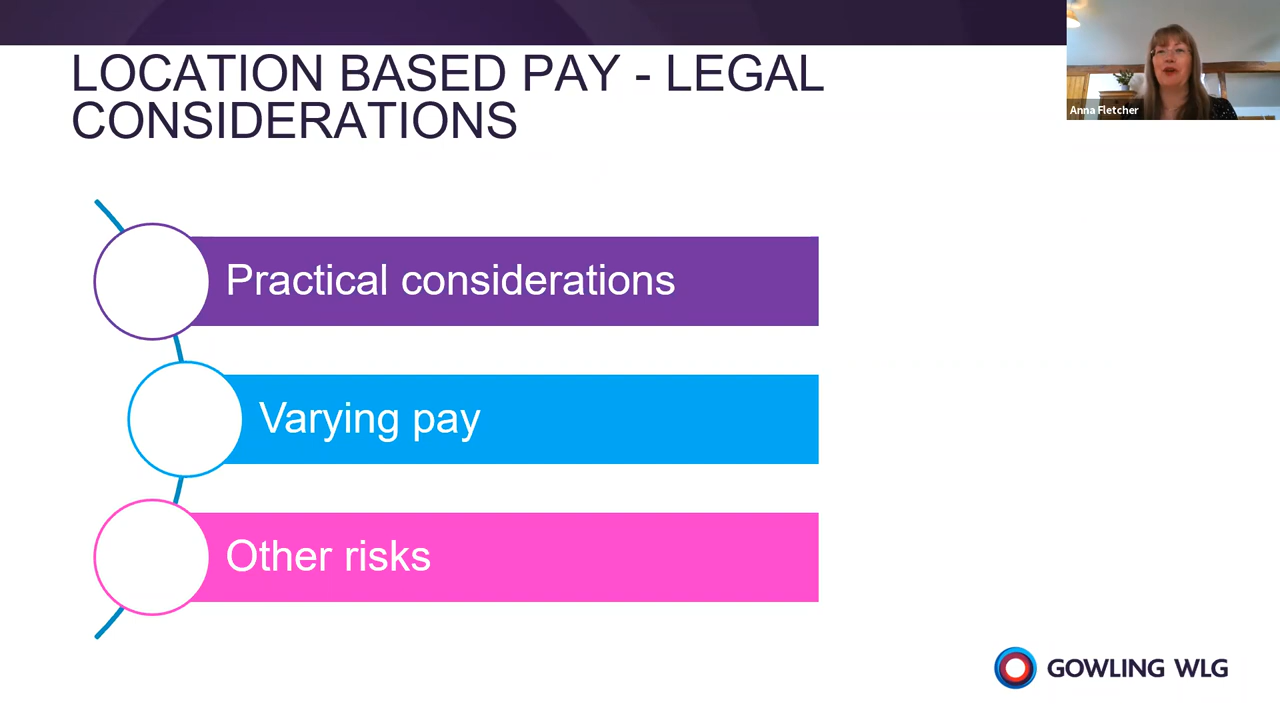 LOCATION BASED PAY - LEGAL
CONSIDERATIONS
Anna Fletcher
Practical considerations
Varying pay
Other risks
GOWLING WLG